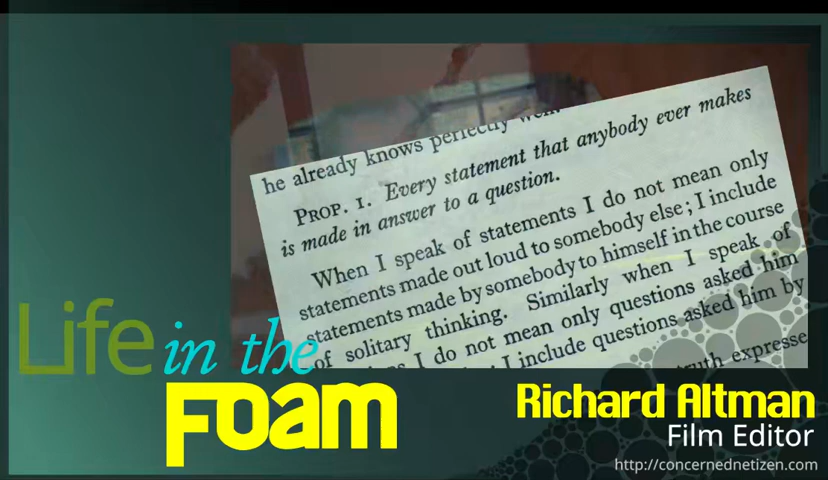 he already knows perfectly well.
PROP. 1. Every statement that anybody ever makes
is made in answer to a question.
When I speak of statements I do not mean only
statements made out loud to somebody else; I include
statements made by somebody to himself in the course
of solitary thinking. Similarly when I speak of
I do not mean only questions asked him
I include questions asked him by
truth expresse
Life in the
Foam
Richard Altman
Film Editor
http://concernednetizen.com/